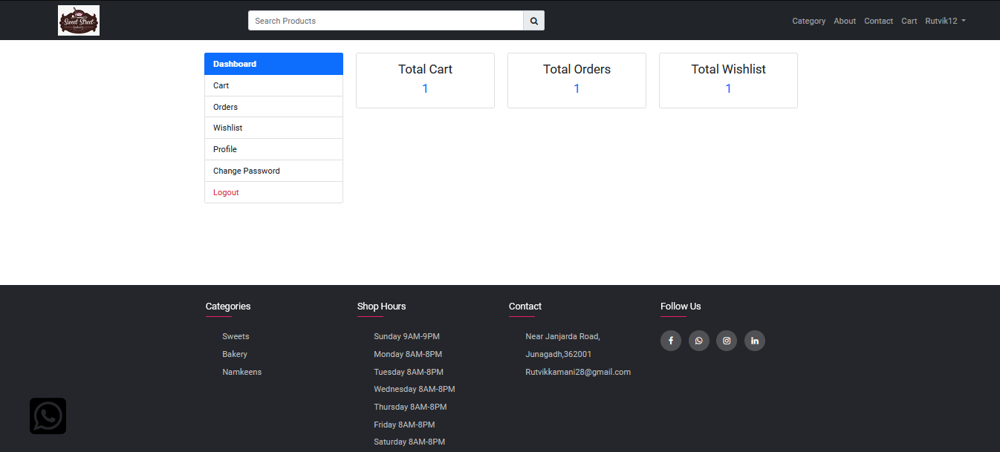 Sweet Street
bakery
Search Products
Category About Contact Cart Rutvik12
Dashboard
Cart
Orders
Wishlist
Profile
Change Password
Logout
Total Cart
1
Total Orders
1
Total Wishlist
1
Categories
Sweets
Bakery
Namkeens
Shop Hours
Sunday 9AM-9PM
Monday 8AM-8PM
Tuesday 8AM-8PM
Wednesday 8AM-8PM
Thursday 8AM-8PM
Friday 8AM-8PM
Saturday 8AM-8PM
Contact
Near Janjarda Road,
Junagadh,362001
Rutvikkamani28@gmail.com
Follow Us